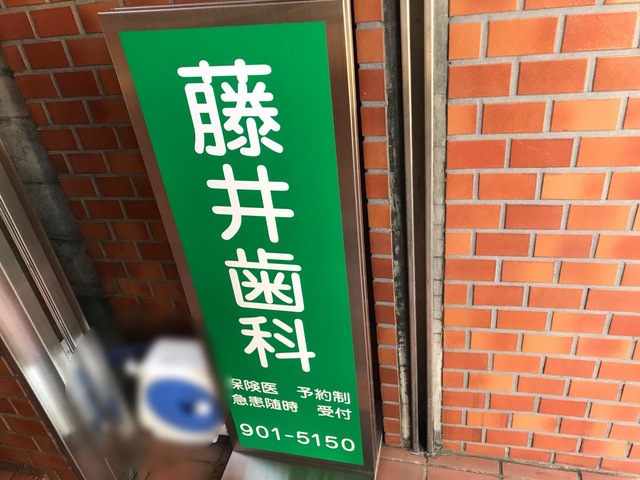 藤井歯科
保険医 予約制
急患随時 受付
901-5150